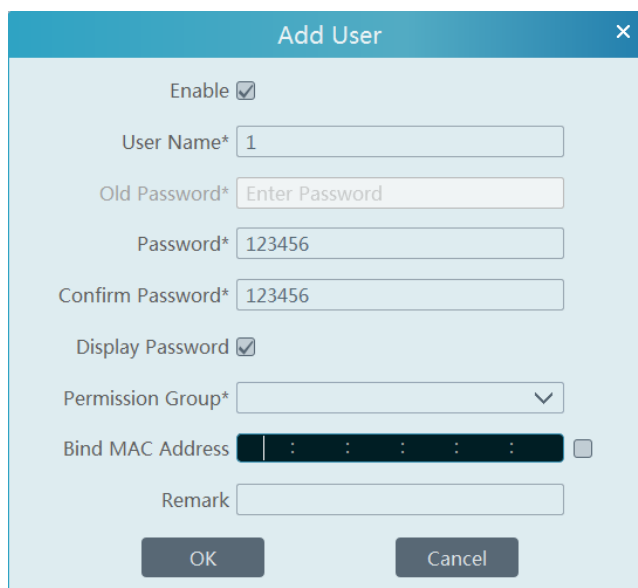 Add User
Enable
User Name* 1
Old Password* Enter Password
Password* 123456
Confirm Password* 123456
Display Password
Permission Group*
Bind MAC Address : : : : :
Remark
OK Cancel